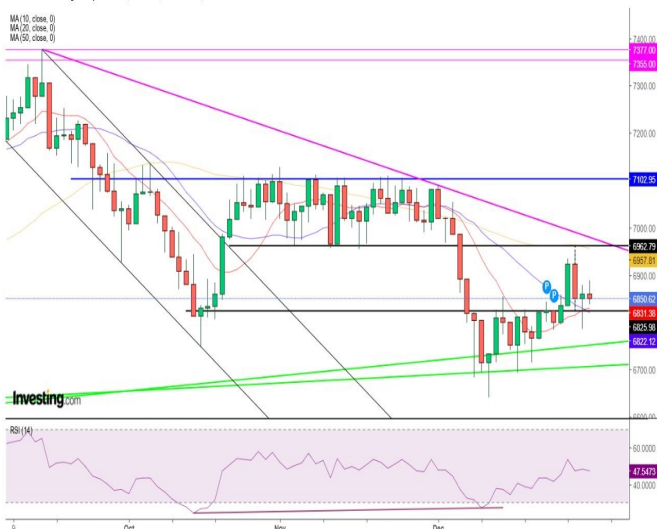 MA (10, close, 0)
MA (20, close, 0)
MA (50, close, 0)
7400.00
7377.00
7355.00
7300.00
7200.00
7102.95
7000.00
6962.79
6957.81
6900.00
6850.62
6831.38
6825.98
6822.12
6700.00
6600.00
P
P
Investing.com
RSI (14)
60.0000
47.5473
40.0000
9
Oct
Nov
Dec